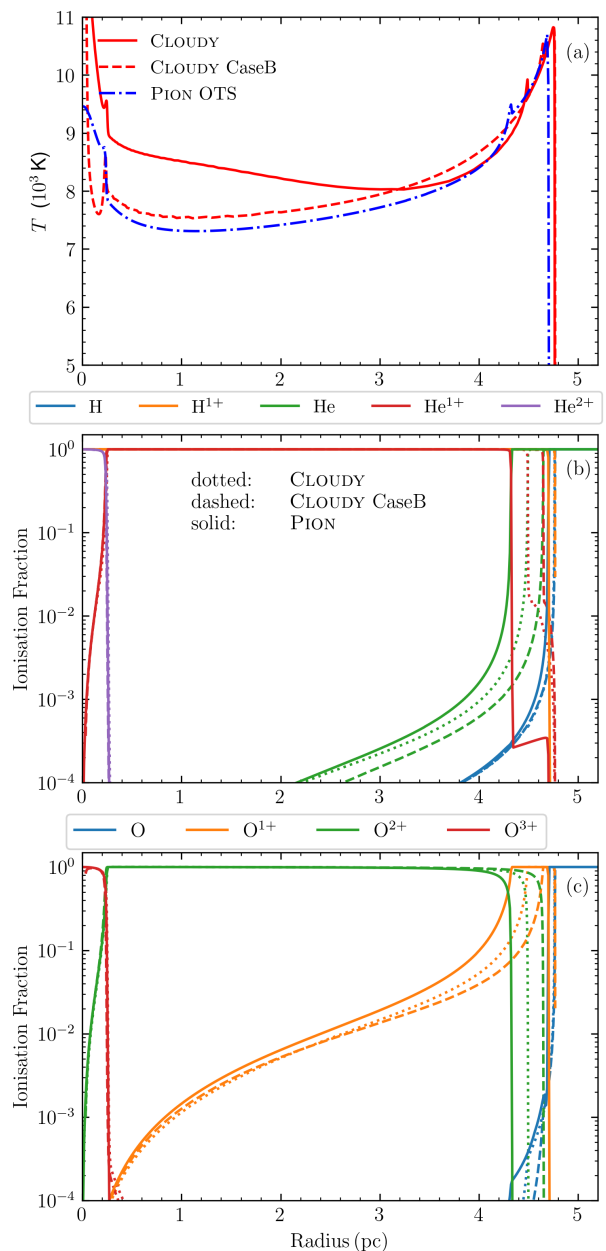 11
10
9
8
7
6
5
T (10³ K)
CLOUDY
CLOUDY CaseB
PION OTS
(a)
0 1 2 3 4 5
H H¹⁺ He He¹⁺ He²⁺
10⁰
10⁻¹
10⁻²
10⁻³
10⁻⁴
Ionisation Fraction
dotted: CLOUDY
dashed: CLOUDY CaseB
solid: PION
(b)
0 1 2 3 4 5
O O¹⁺ O²⁺ O³⁺
10⁰
10⁻¹
10⁻²
10⁻³
10⁻⁴
Ionisation Fraction
(c)
0 1 2 3 4 5
Radius (pc)